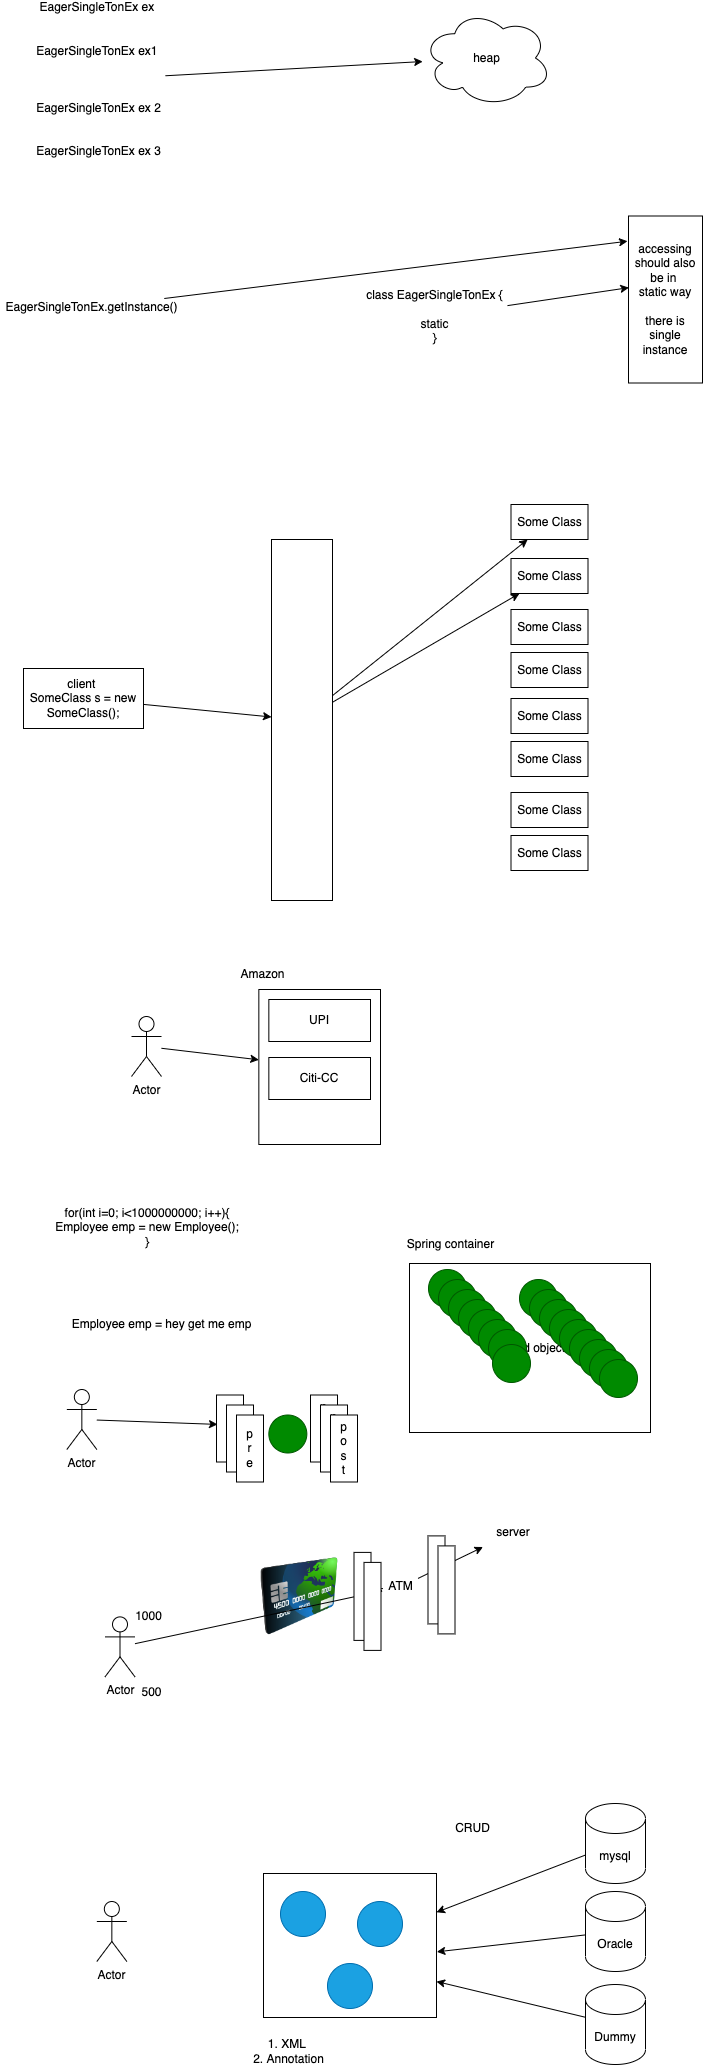 EagerSingleTonEx ex
EagerSingleTonEx ex1
heap
EagerSingleTonEx ex 2
EagerSingleTonEx ex 3
EagerSingleTonEx.getInstance()
class EagerSingleTonEx {
static
}
accessing
should also
be in
static way
there is
single
instance
client
SomeClass s = new
SomeClass();
Some Class
Some Class
Some Class
Some Class
Some Class
Some Class
Some Class
Some Class
Amazon
UPI
Citi-CC
Actor
for(int i=0; i<1000000000; i++){
Employee emp = new Employee();
}
Spring container
Employee emp = hey get me emp
Actor
p
r
e
p
o
s
t
server
ATM
4500 0000 0000 0000
1000
Actor
500
CRUD
mysql
Oracle
Dummy
Actor
1. XML
2. Annotation